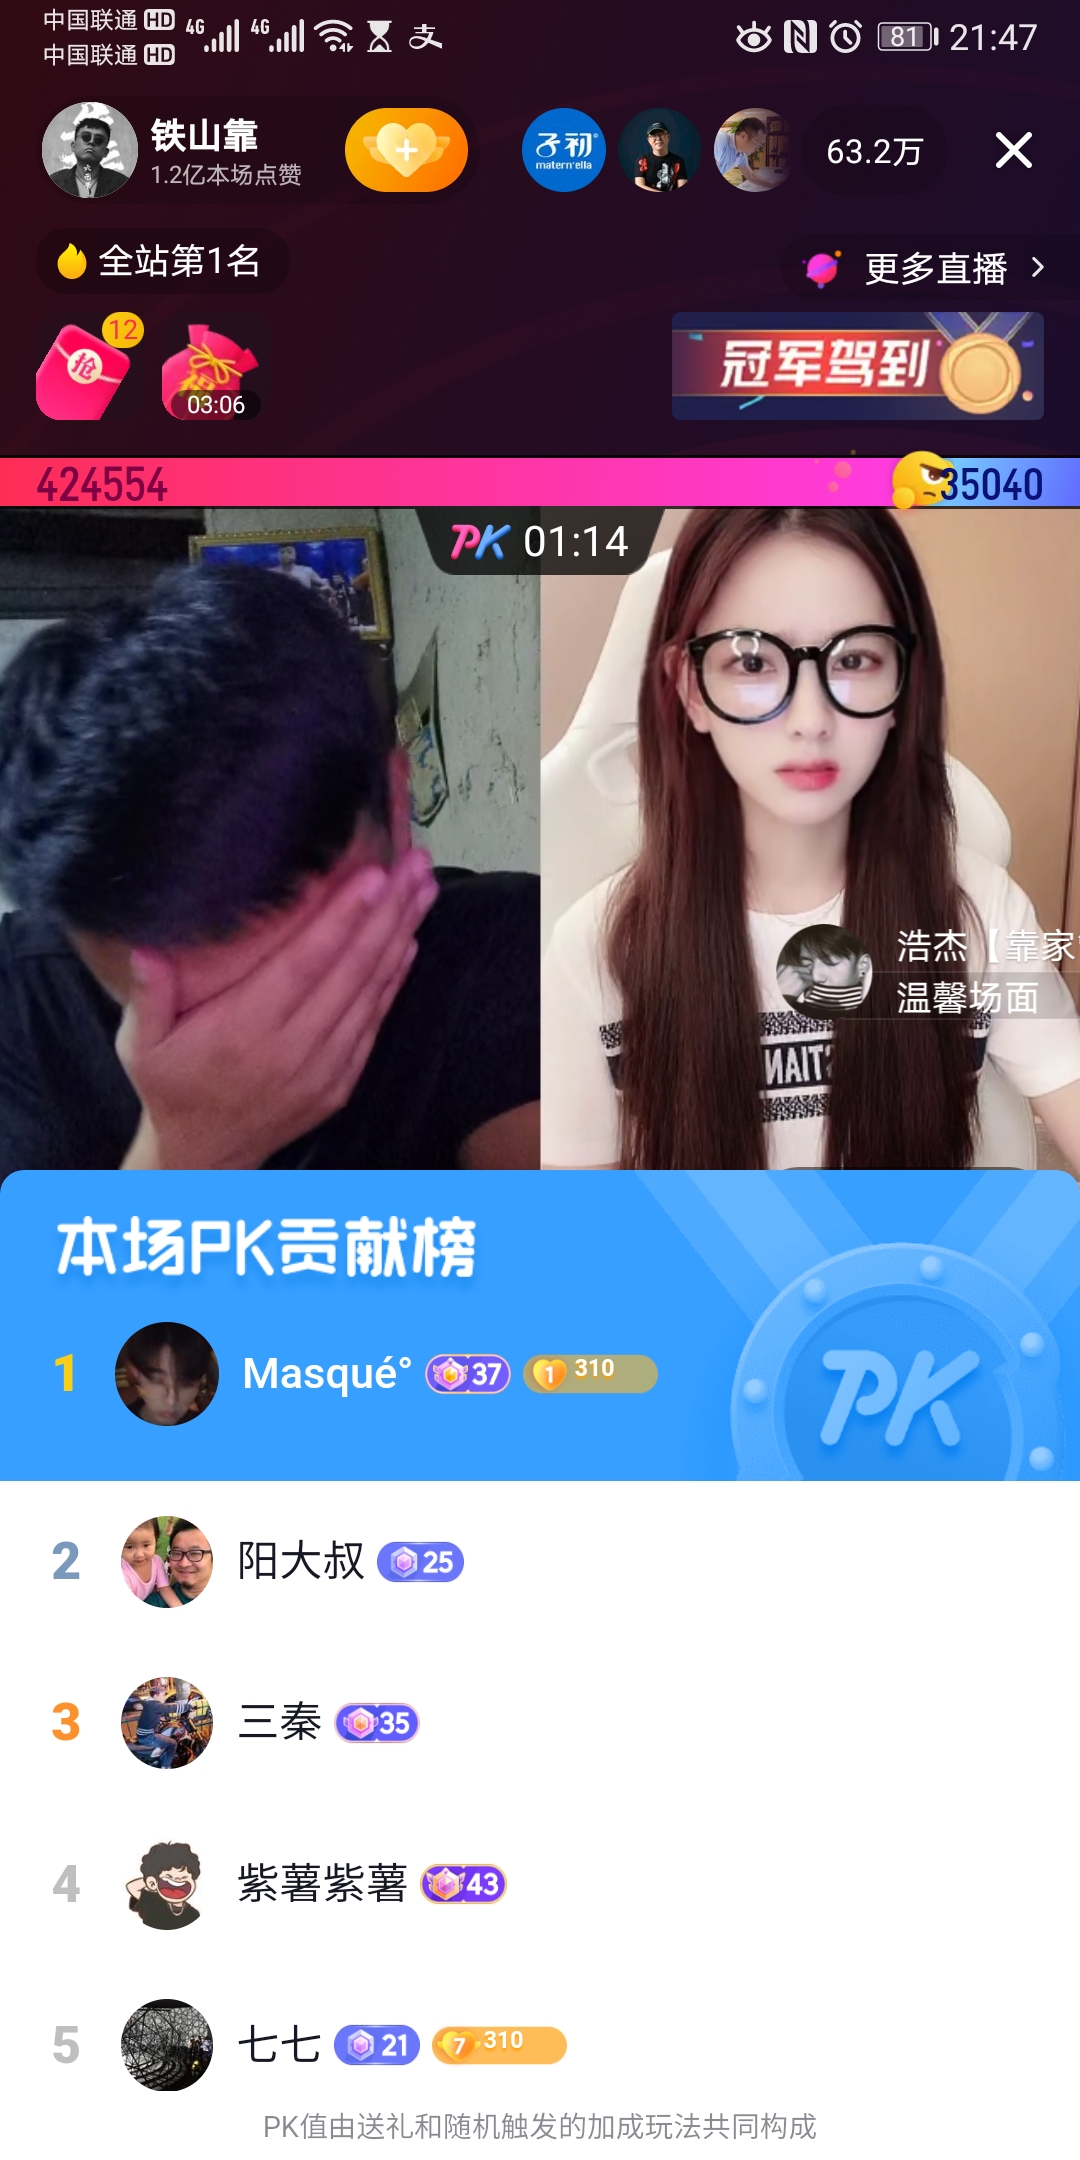 中国联通 HD 4G 4G 81 21:47
中国联通 HD
铁山靠
1.2亿本场点赞
子初
matern'ella
63.2万
全站第1名
更多直播
12
抢
03:06
冠军驾到
424554
35040
PK 01:14
浩杰【靠家
温馨场面
本场PK贡献榜
1 Masqué° 37 1 310
PK
2 阳大叔 25
3 三秦 35
4 紫薯紫薯 43
5 七七 21 7 310
PK值由送礼和随机触发的加成玩法共同构成